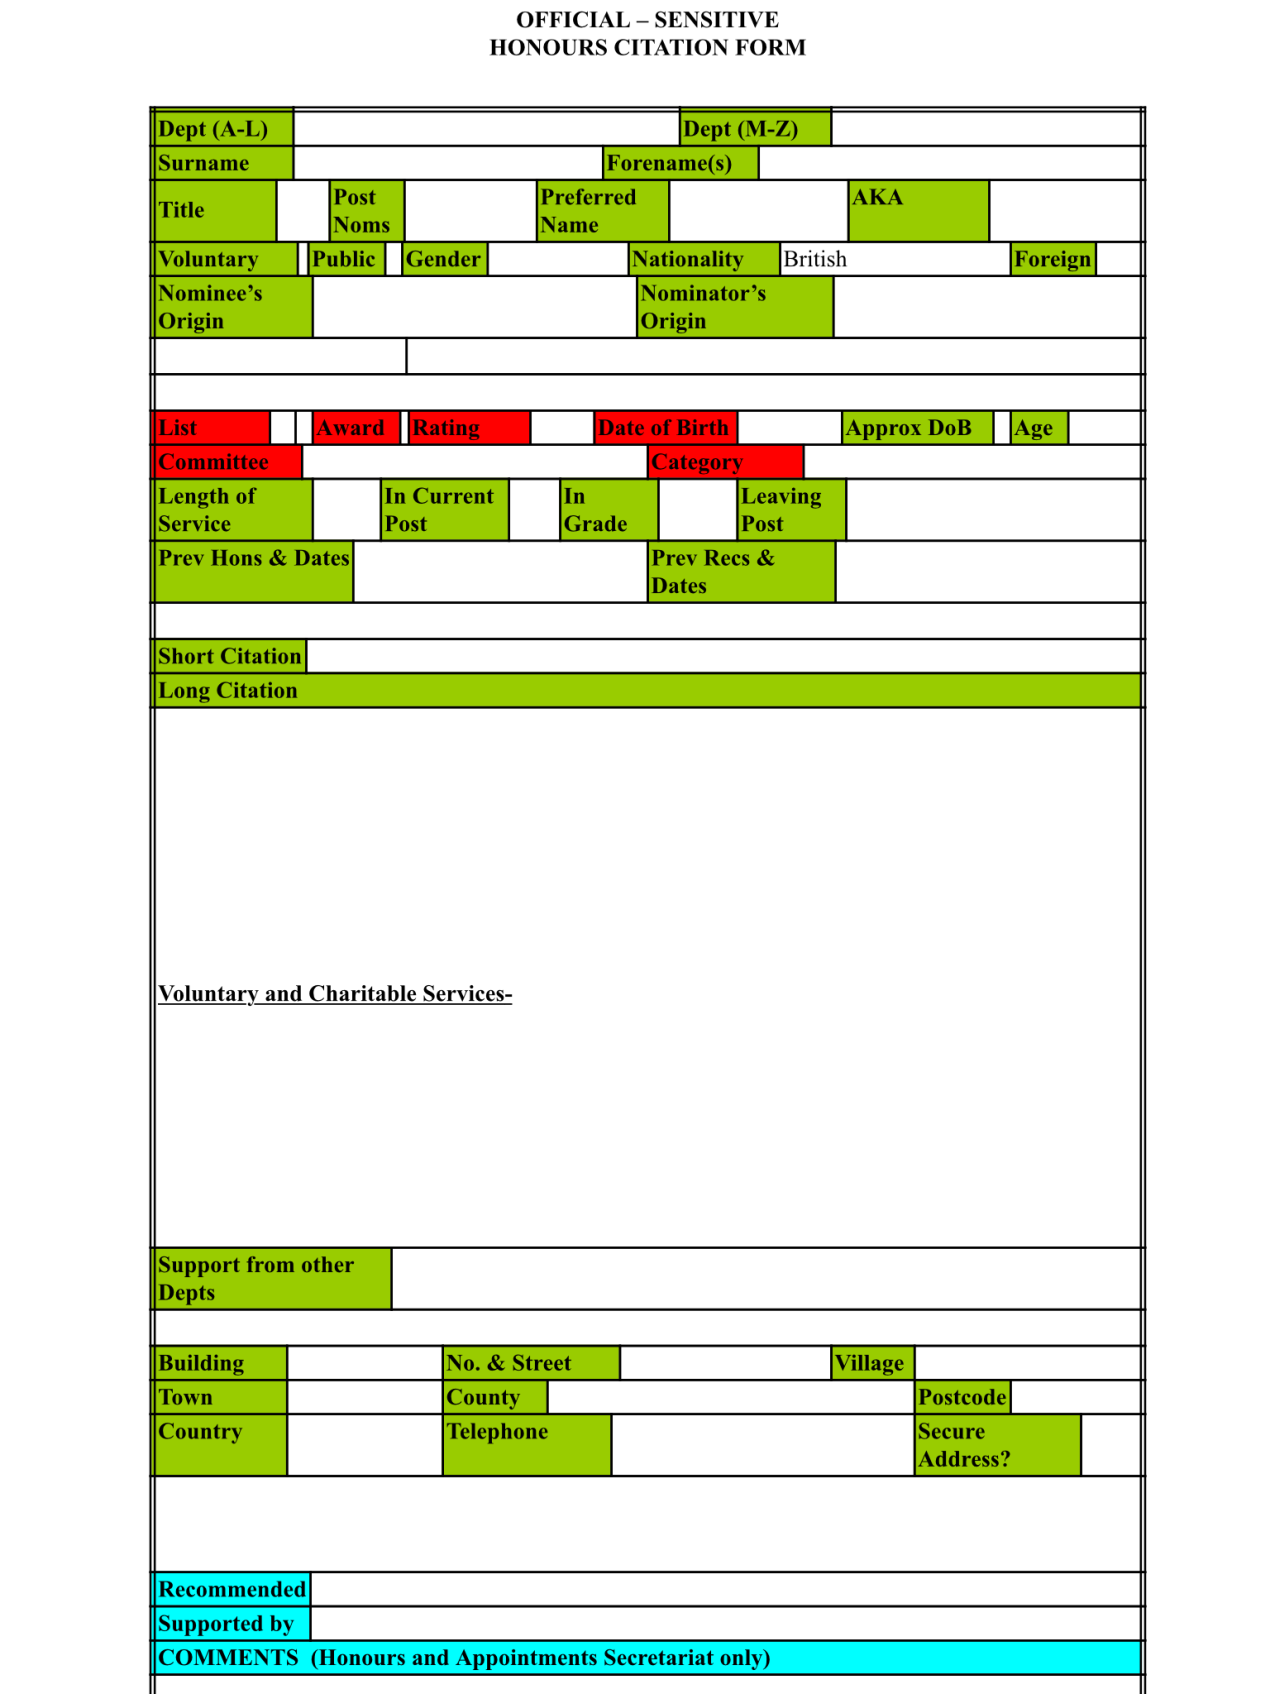 OFFICIAL – SENSITIVE
HONOURS CITATION FORM
Dept (A-L) Dept (M-Z)
Surname Forename(s)
Title Post Noms Preferred Name AKA
Voluntary Public Gender Nationality British Foreign
Nominee’s Origin Nominator’s Origin
List Award Rating Date of Birth Approx DoB Age
Committee Category
Length of Service In Current Post In Grade Leaving Post
Prev Hons & Dates Prev Recs & Dates
Short Citation
Long Citation
Voluntary and Charitable Services-
Support from other Depts
Building No. & Street Village
Town County Postcode
Country Telephone Secure Address?
Recommended
Supported by
COMMENTS (Honours and Appointments Secretariat only)